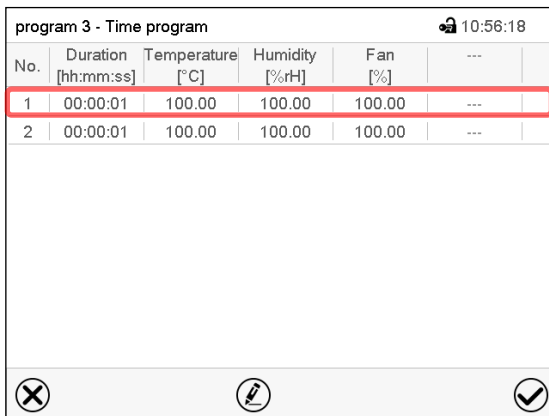 program 3 - Time program 10:56:18
No. Duration [hh:mm:ss] Temperature [°C] Humidity [%rH] Fan [%] ---
1 00:00:01 100.00 100.00 100.00 ---
2 00:00:01 100.00 100.00 100.00 ---